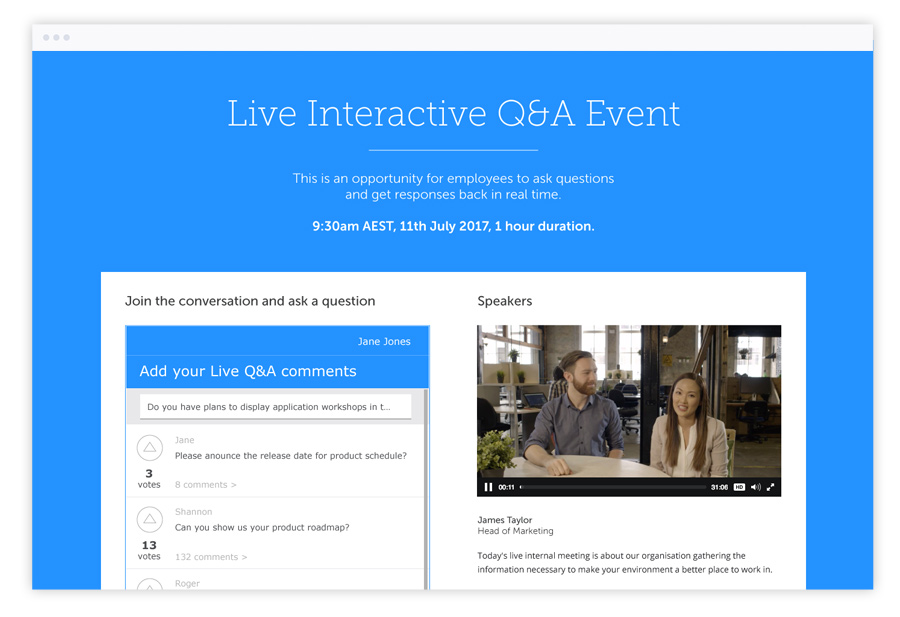 Live Interactive Q&A Event
This is an opportunity for employees to ask questions
and get responses back in real time.
9:30am AEST, 11th July 2017, 1 hour duration.
Join the conversation and ask a question
Jane Jones
Add your Live Q&A comments
Do you have plans to display application workshops in t...
Jane
Please anounce the release date for product schedule?
3
votes
8 comments >
Shannon
Can you show us your product roadmap?
13
votes
132 comments >
Roger
Speakers
00:11
31:06
HD
James Taylor
Head of Marketing
Today's live internal meeting is about our organisation gathering the
information necessary to make your environment a better place to work in.